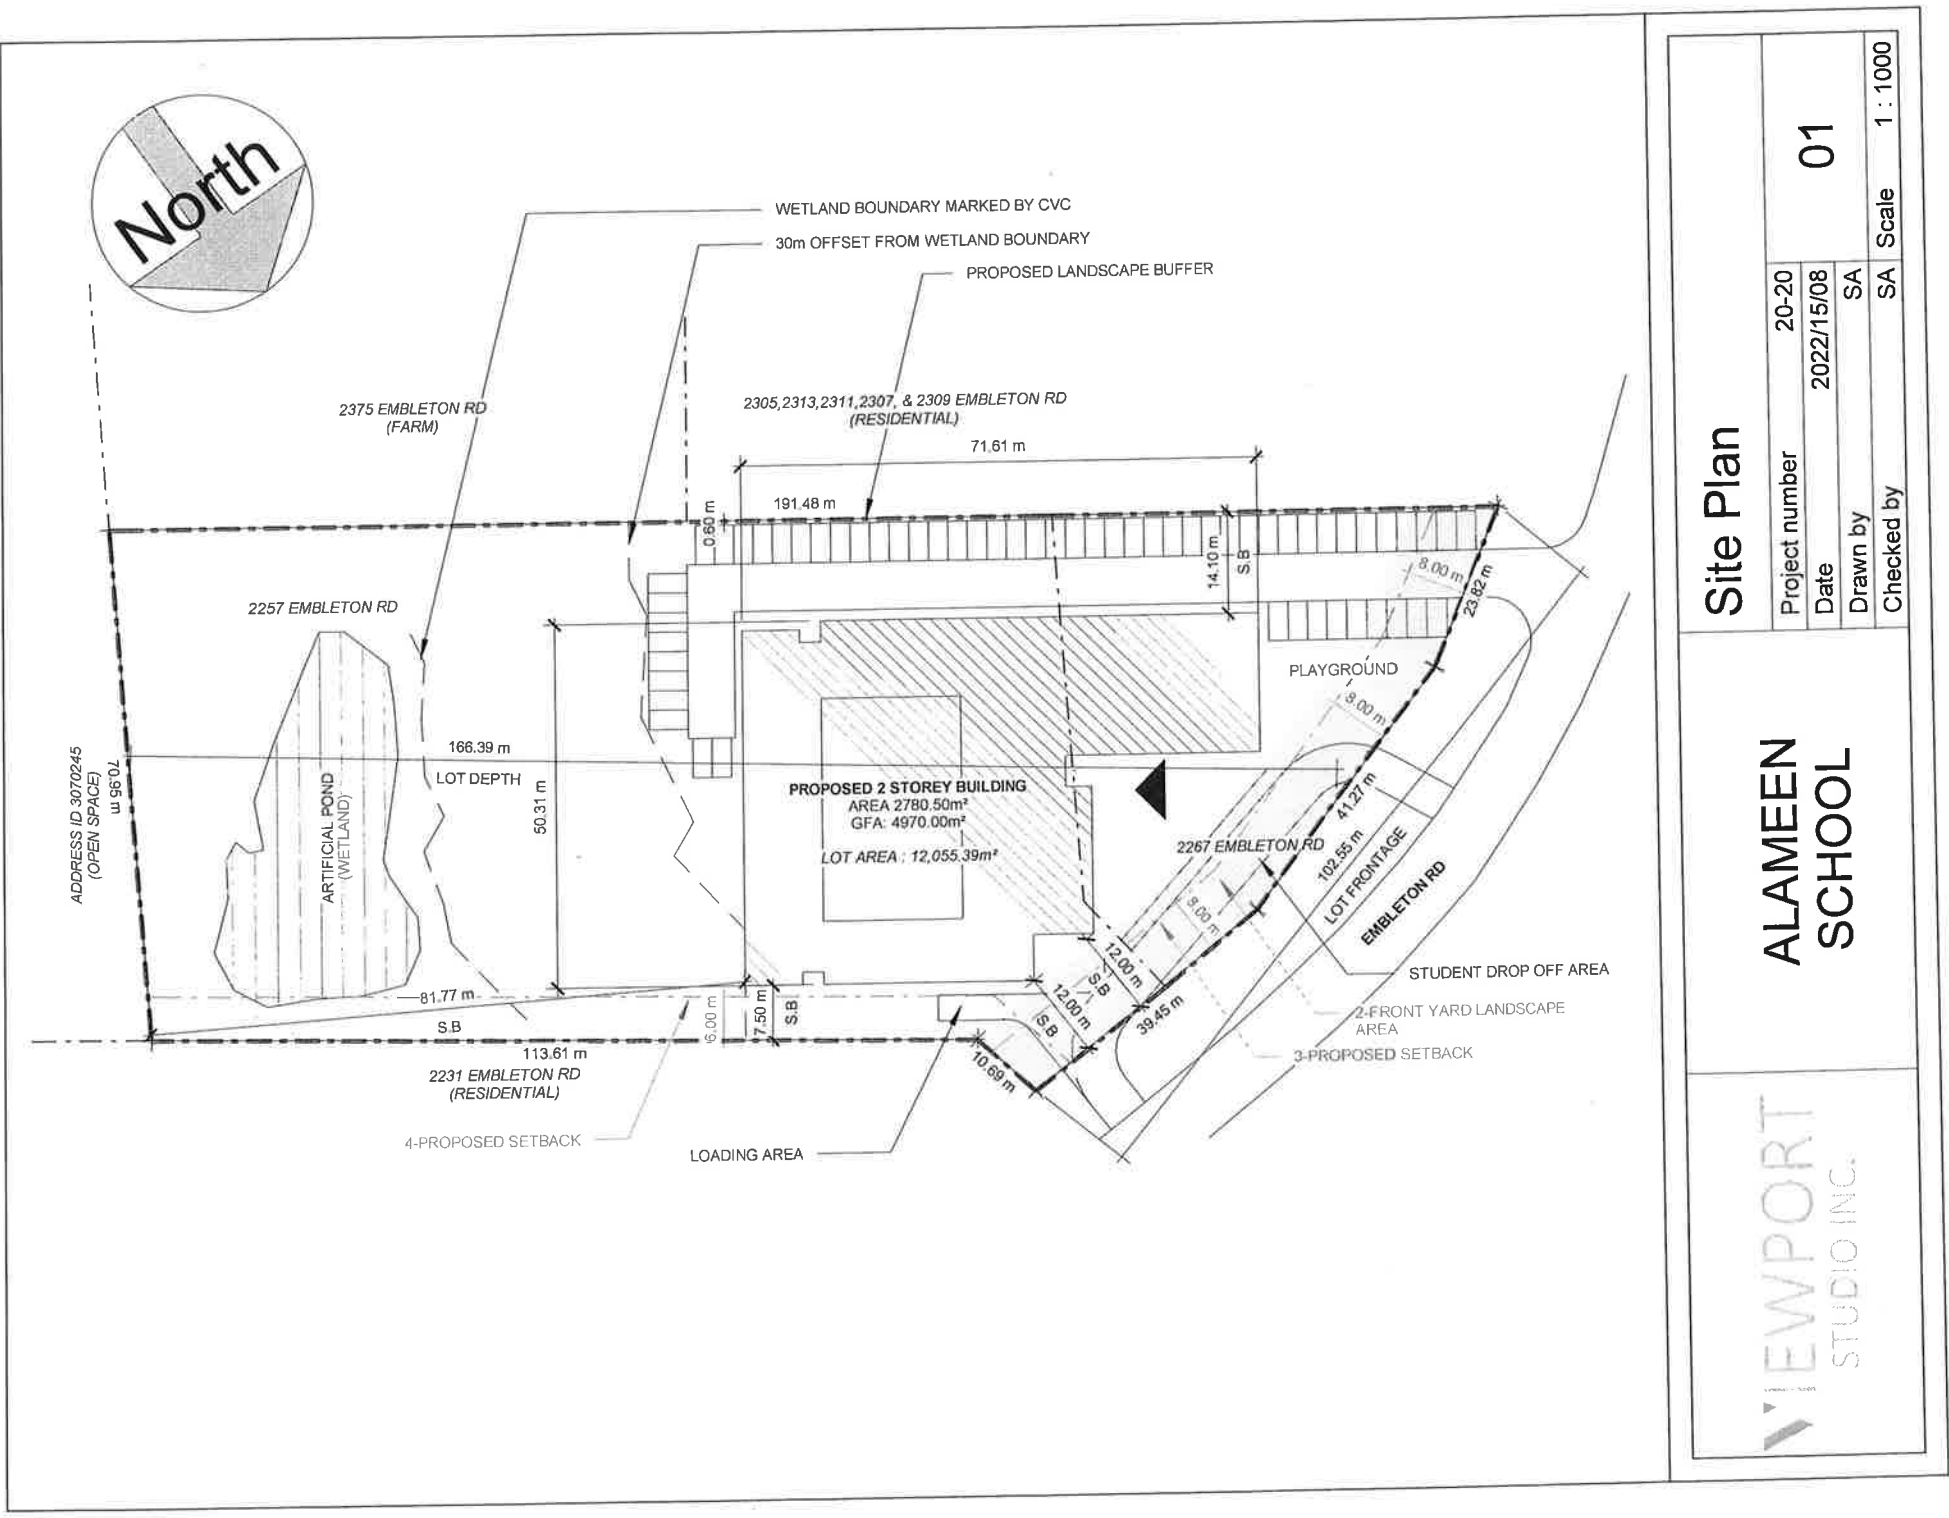 North
WETLAND BOUNDARY MARKED BY CVC
30m OFFSET FROM WETLAND BOUNDARY
PROPOSED LANDSCAPE BUFFER
2375 EMBLETON RD
(FARM)
2305,2313,2311,2307, & 2309 EMBLETON RD
(RESIDENTIAL)
71.61 m
191.48 m
0.60 m
14.10 m
S.B
8.00 m
23.82 m
2257 EMBLETON RD
PLAYGROUND
8.00 m
ADDRESS ID 3070245
(OPEN SPACE)
70.95 m
166.39 m
LOT DEPTH
50.31 m
ARTIFICIAL POND
(WETLAND)
PROPOSED 2 STOREY BUILDING
AREA 2780.50m²
GFA: 4970.00m²
LOT AREA : 12,055.39m²
2267 EMBLETON RD
41.27 m
102.55 m
LOT FRONTAGE
EMBLETON RD
8.00 m
12.00 m
S.B
12.00 m
S.B
39.45 m
10.69 m
81.77 m
S.B
6.00 m
7.50 m
S.B
113.61 m
2231 EMBLETON RD
(RESIDENTIAL)
4-PROPOSED SETBACK
LOADING AREA
STUDENT DROP OFF AREA
2-FRONT YARD LANDSCAPE
AREA
3-PROPOSED SETBACK
Site Plan
Project number 20-20
Date 2022/15/08
Drawn by SA
Checked by SA
01
Scale 1 : 1000
ALAMEEN
SCHOOL
VIEWPORT
STUDIO INC.